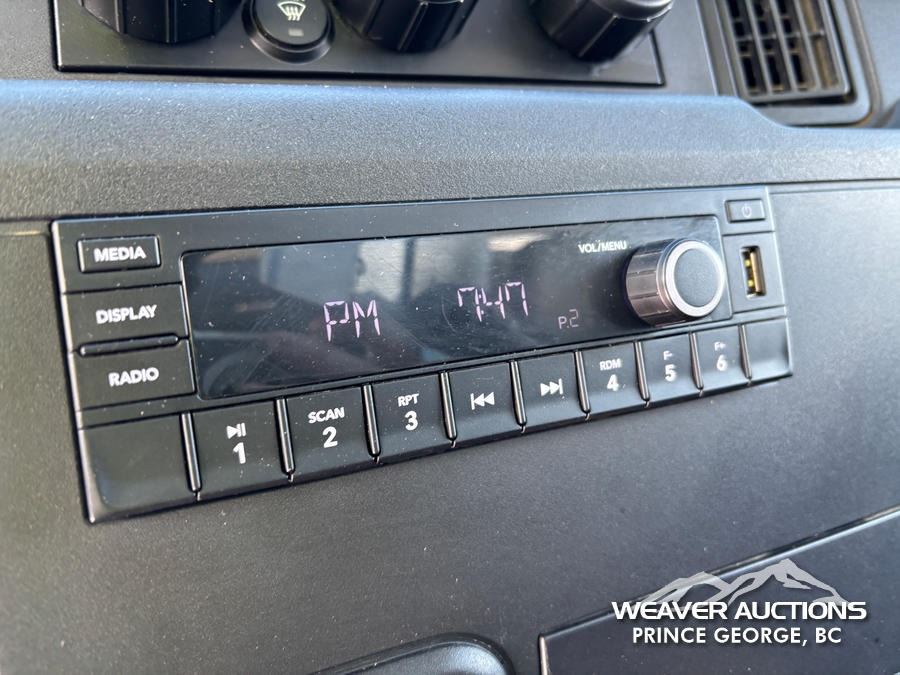 MEDIA
VOL/MENU
DISPLAY
PM 7:47
P.2
RADIO
1
SCAN
2
RPT
3
RDM
4
F-
5
F+
6
WEAVER AUCTIONS
PRINCE GEORGE, BC